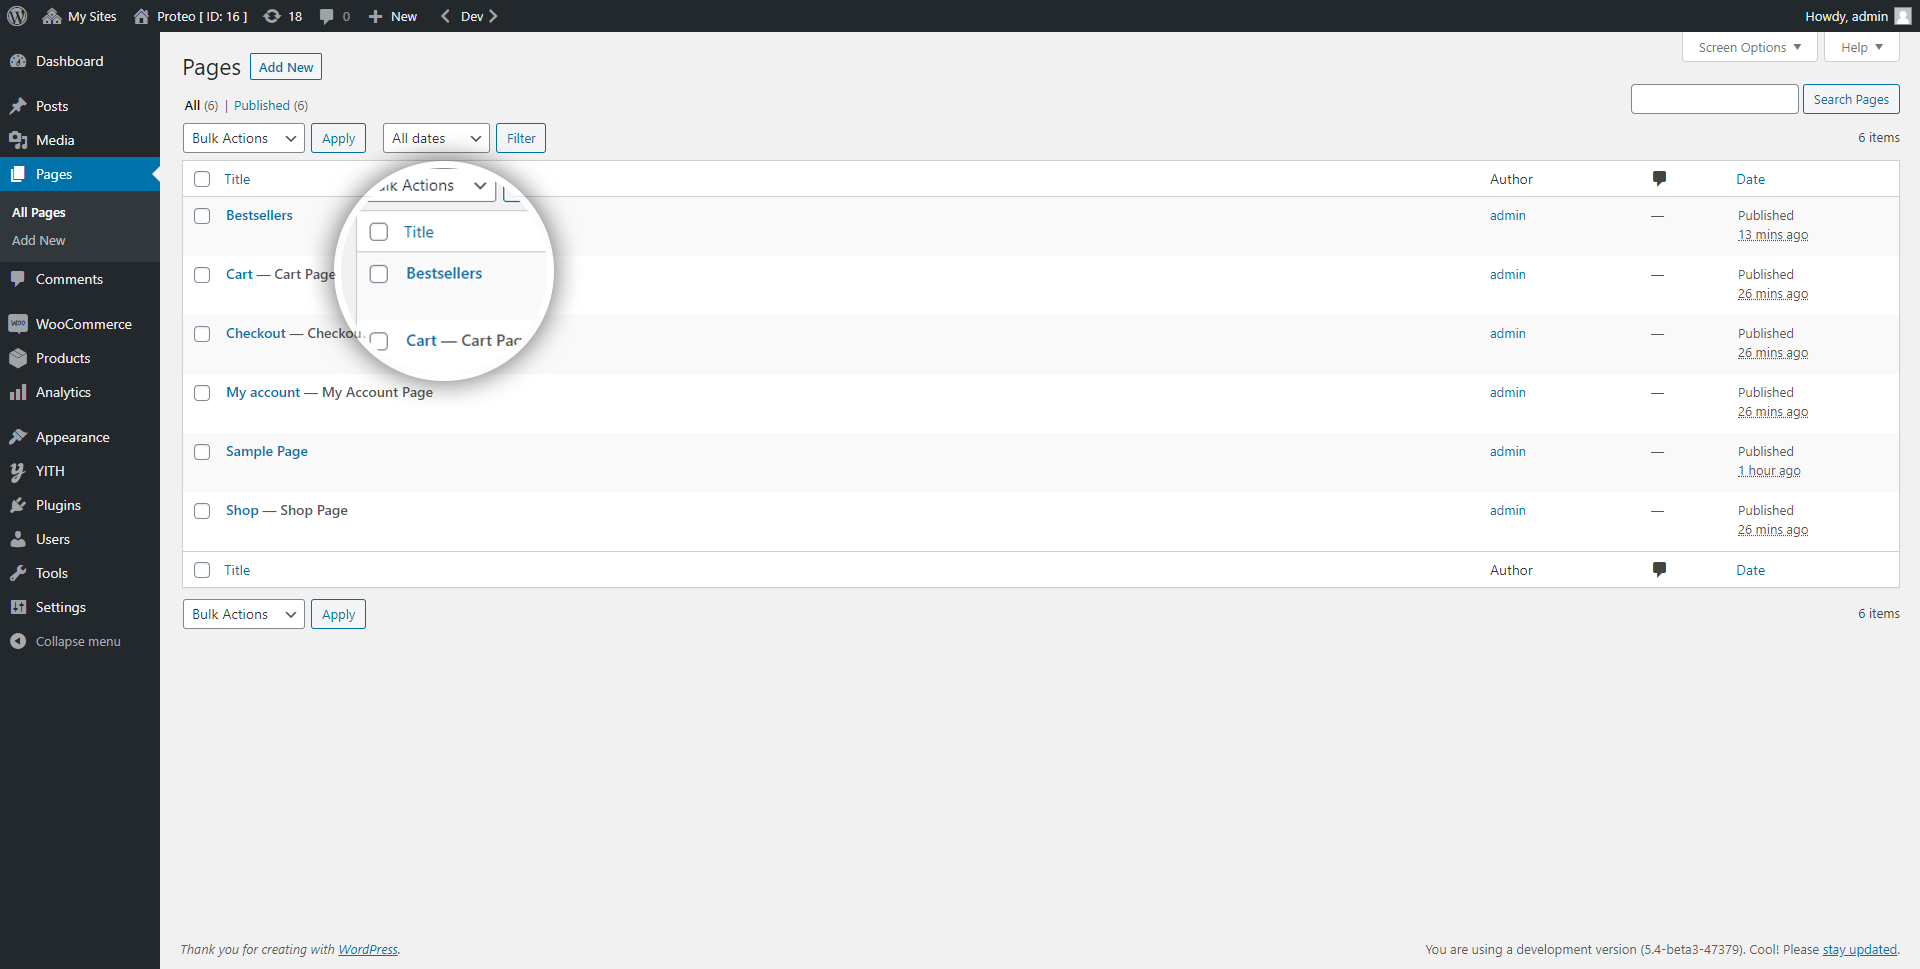 My Sites Proteo [ ID: 16 ] 18 0 New Dev Howdy, admin
Screen Options Help
Dashboard
Posts
Media
Pages
All Pages
Add New
Comments
WooCommerce
Products
Analytics
Appearance
YITH
Plugins
Users
Tools
Settings
Collapse menu
Pages Add New
All (6) | Published (6)
Search Pages
Bulk Actions Apply All dates Filter 6 items
Title Author Date
Bestsellers admin — Published
13 mins ago
Cart — Cart Page admin — Published
26 mins ago
Checkout — Checkou admin — Published
26 mins ago
My account — My Account Page admin — Published
26 mins ago
Sample Page admin — Published
1 hour ago
Shop — Shop Page admin — Published
26 mins ago
Title Author Date
Bulk Actions Apply 6 items
Actions
Title
Bestsellers
Cart — Cart Pag
Thank you for creating with WordPress.
You are using a development version (5.4-beta3-47379). Cool! Please stay updated.